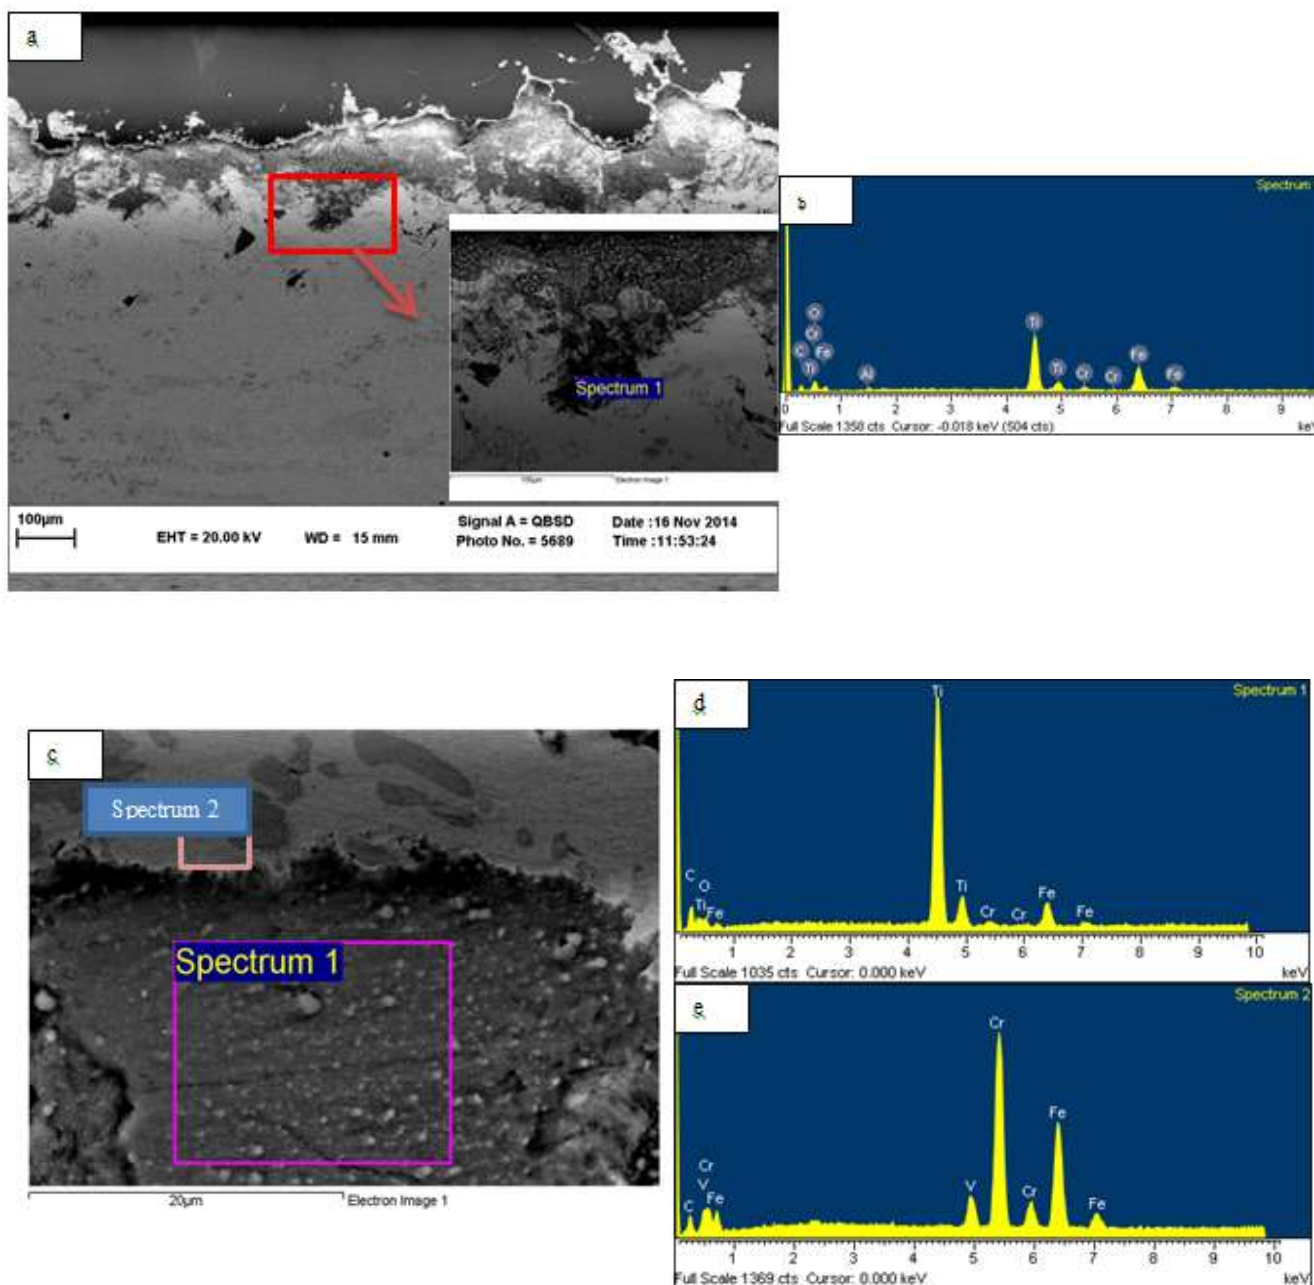 a
Spectrum 1
100µm
Electron Image 1
100µm
EHT = 20.00 kV
WD = 15 mm
Signal A = QBSD
Photo No. = 5689
Date :16 Nov 2014
Time :11:53:24
b
Spectrum
O
Cr
C
Fe
Ti
Al
Ti
Ti
Cr
Cr
Fe
Fe
0 1 2 3 4 5 6 7 8 9
Full Scale 1358 cts Cursor: -0.018 keV (504 cts)
keV
c
Spectrum 2
Spectrum 1
20µm
Electron Image 1
d
Spectrum 1
Ti
C
O
Ti
Fe
Ti
Cr
Cr
Fe
Fe
1 2 3 4 5 6 7 8 9 10
Full Scale 1035 cts Cursor: 0.000 keV
keV
e
Spectrum 2
Cr
Cr
V
Fe
C
V
Cr
Fe
Fe
1 2 3 4 5 6 7 8 9 10
Full Scale 1369 cts Cursor: 0.000 keV
keV